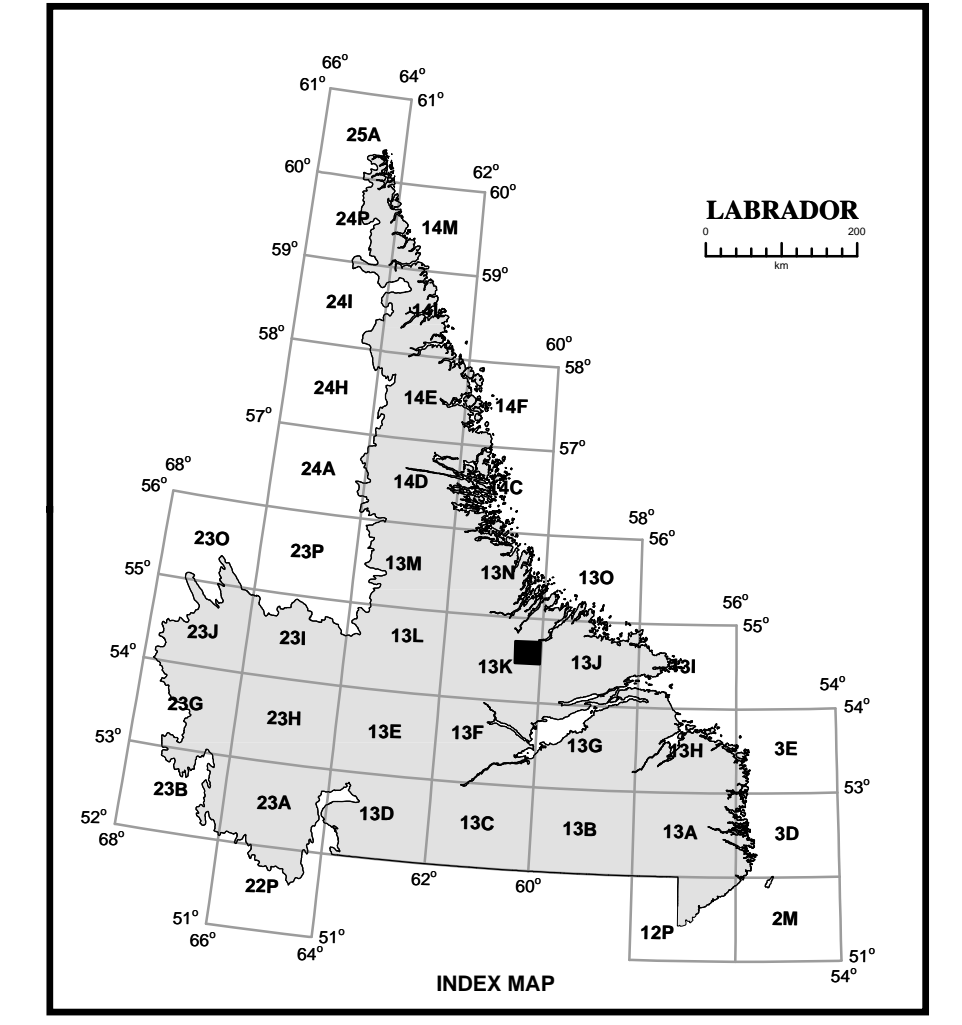 66° 64°
61° 61°
25A
60° 62° 60°
LABRADOR
24P 14M
0 200
km
59° 59°
24I 14L
58° 60° 58°
24H 14E 14F
57° 57°
24A 14D 14C
68°
56° 58° 56°
23O 23P 13M 13N 13O
55° 56° 55°
23J 23I 13L 13K 13J 13I
54° 54° 54°
23G 23H 13E 13F 13G 13H 3E
53° 53°
23B 23A 13D 13C 13B 13A 3D
52°
68° 62° 60°
22P
51° 51° 12P 2M
66° 64° 51°
54°
INDEX MAP